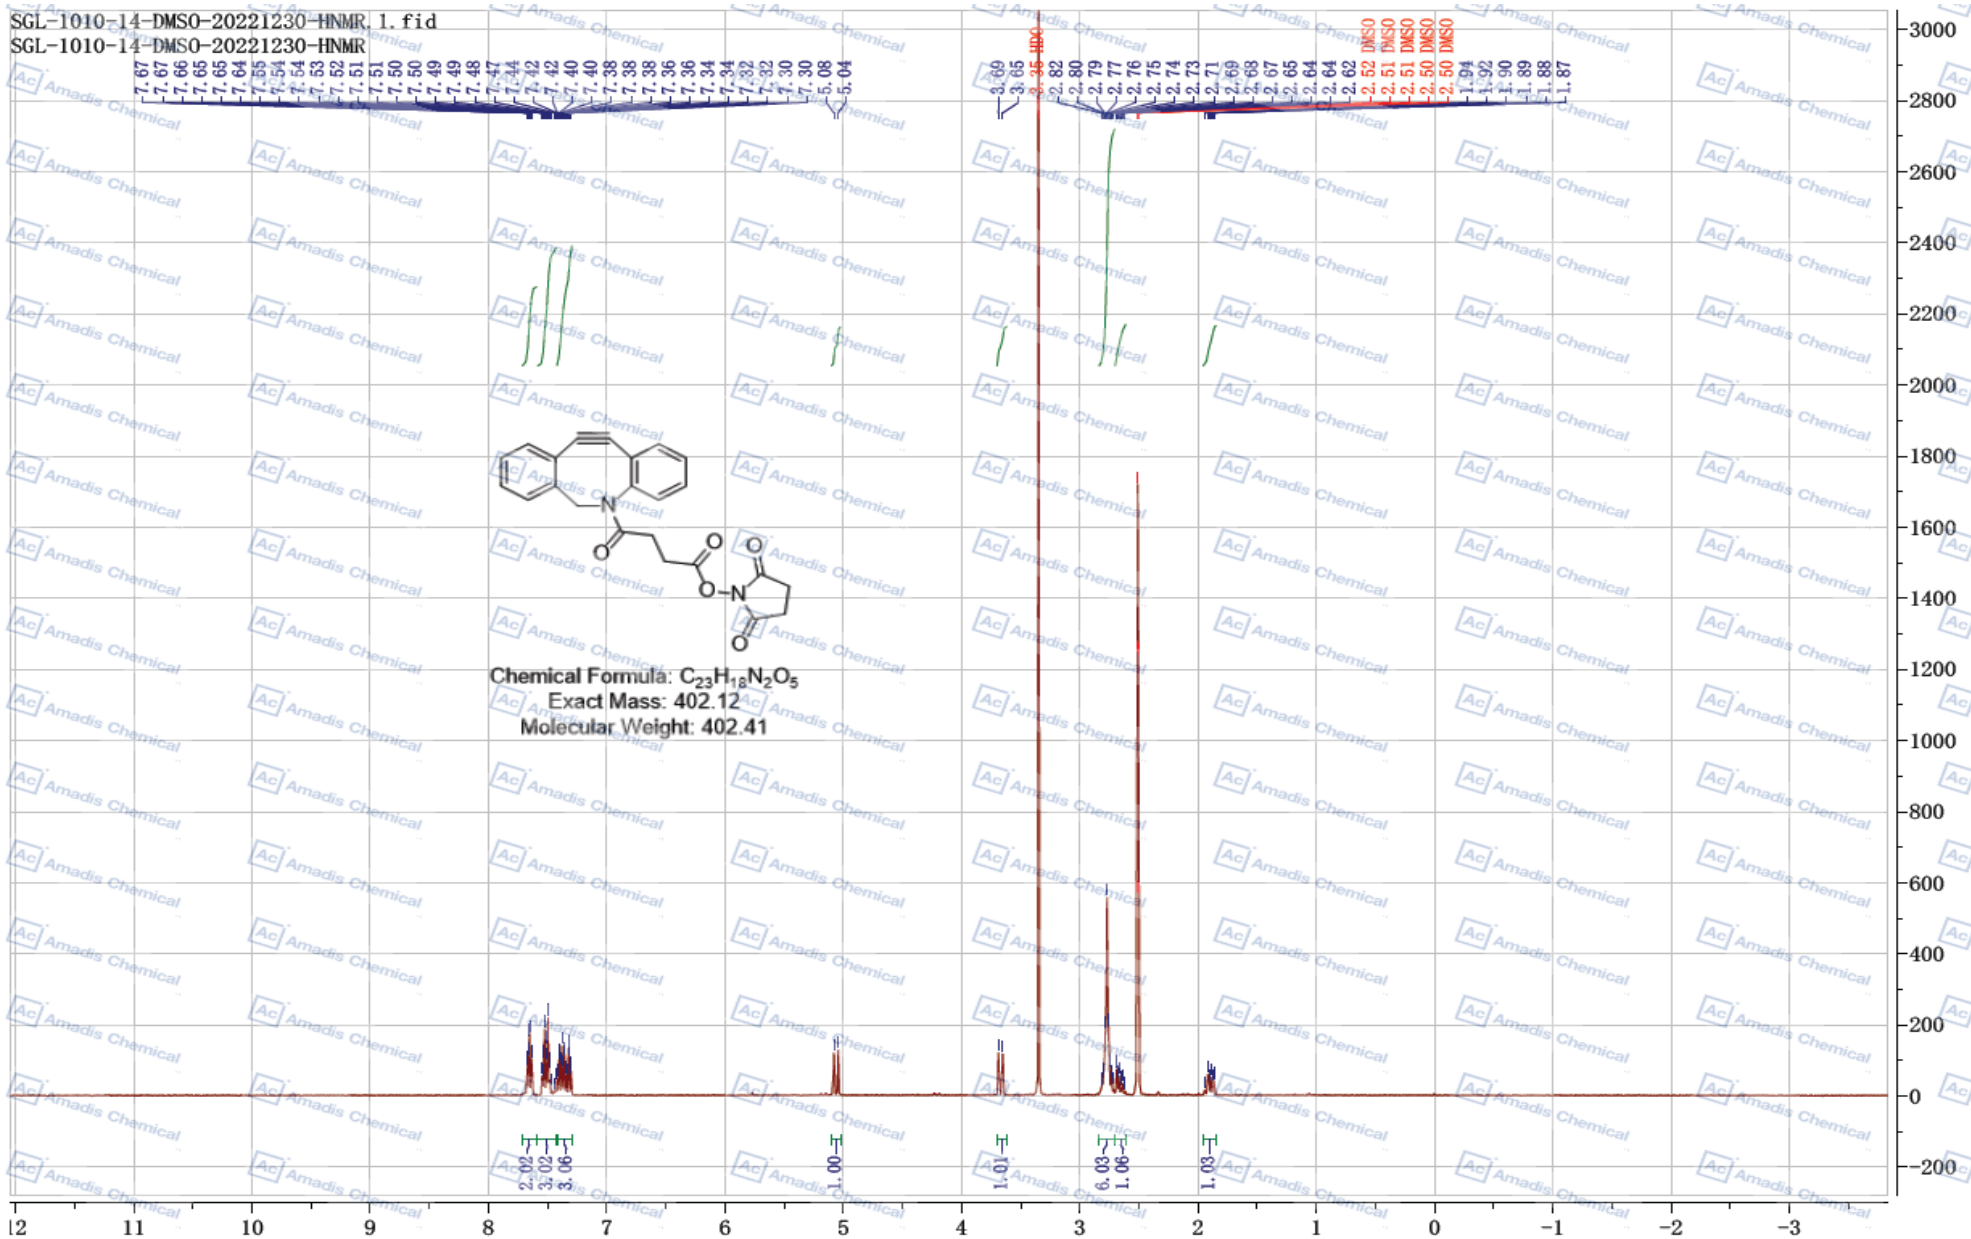 SGL-1010-14-DMSO-20221230-HNMR.1.fid
SGL-1010-14-DMSO-20221230-HNMR
7.67 7.67 7.66 7.65 7.65 7.64 7.55 7.54 7.54 7.53 7.52 7.51 7.51 7.50 7.50 7.49 7.49 7.48 7.47 7.44 7.42 7.42 7.40 7.40 7.38 7.38 7.38 7.36 7.36 7.34 7.34 7.32 7.32 7.30 7.30 5.08 5.04 3.69 3.65 3.35 HDO 2.82 2.80 2.79 2.77 2.76 2.75 2.74 2.73 2.71 2.69 2.68 2.67 2.65 2.64 2.64 2.62 2.52 DMSO 2.51 DMSO 2.51 DMSO 2.50 DMSO 2.50 DMSO 1.94 1.92 1.90 1.89 1.88 1.87
3000
2800
2600
2400
2200
2000
1800
1600
1400
1200
1000
800
600
400
200
0
-200
N
O
O
O
O
N
O
Chemical Formula: C23H18N2O5
Exact Mass: 402.12
Molecular Weight: 402.41
2.02 3.02 3.06 1.00 1.01 6.03 1.06 1.03
12 11 10 9 8 7 6 5 4 3 2 1 0 -1 -2 -3
Ac Amadis Chemical